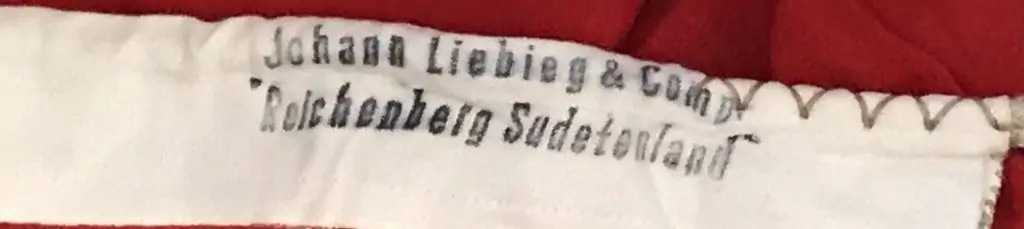 Johann Liebieg & Comp.
"Reichenberg Sudetenland"